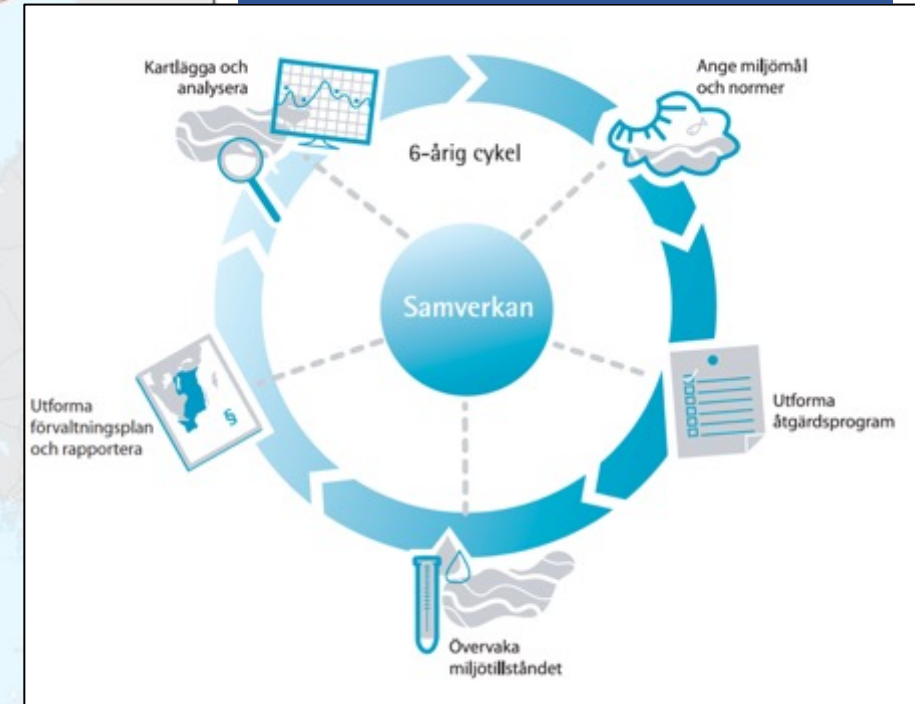 Kartlägga och
analysera
Ange miljömål
och normer
6-årig cykel
Samverkan
Utforma
åtgärdsprogram
Utforma
förvaltningsplan
och rapportera
§
Övervaka
miljötillståndet